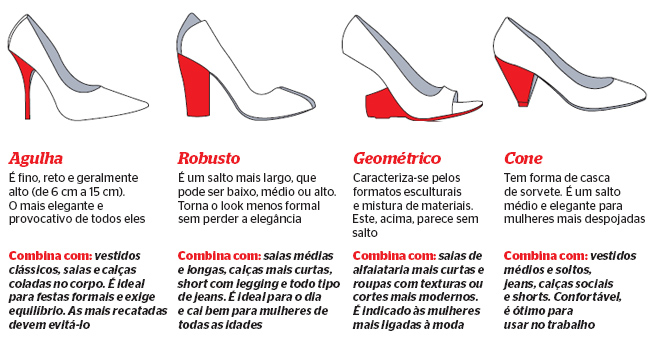 Agulha
É fino, reto e geralmente
alto (de 6 cm a 15 cm).
O mais elegante e
provocativo de todos eles
Combina com: vestidos
clássicos, saias e calças
coladas no corpo. É ideal
para festas formais e exige
equilíbrio. As mais recatadas
devem evitá-lo
Robusto
É um salto mais largo, que
pode ser baixo, médio ou alto.
Torna o look menos formal
sem perder a elegância
Combina com: saias médias
e longas, calças mais curtas,
short com legging e todo tipo
de jeans. É ideal para o dia
e cai bem para mulheres de
todas as idades
Geométrico
Caracteriza-se pelos
formatos esculturais
e mistura de materiais.
Este, acima, parece sem
salto
Combina com: saias de
alfaiataria mais curtas e
roupas com texturas ou
cortes mais modernos.
É indicado às mulheres
mais ligadas à moda
Cone
Tem forma de casca
de sorvete. É um salto
médio e elegante para
mulheres mais despojadas
Combina com: vestidos
médios e soltos,
jeans, calças sociais
e shorts. Confortável,
é ótimo para
usar no trabalho